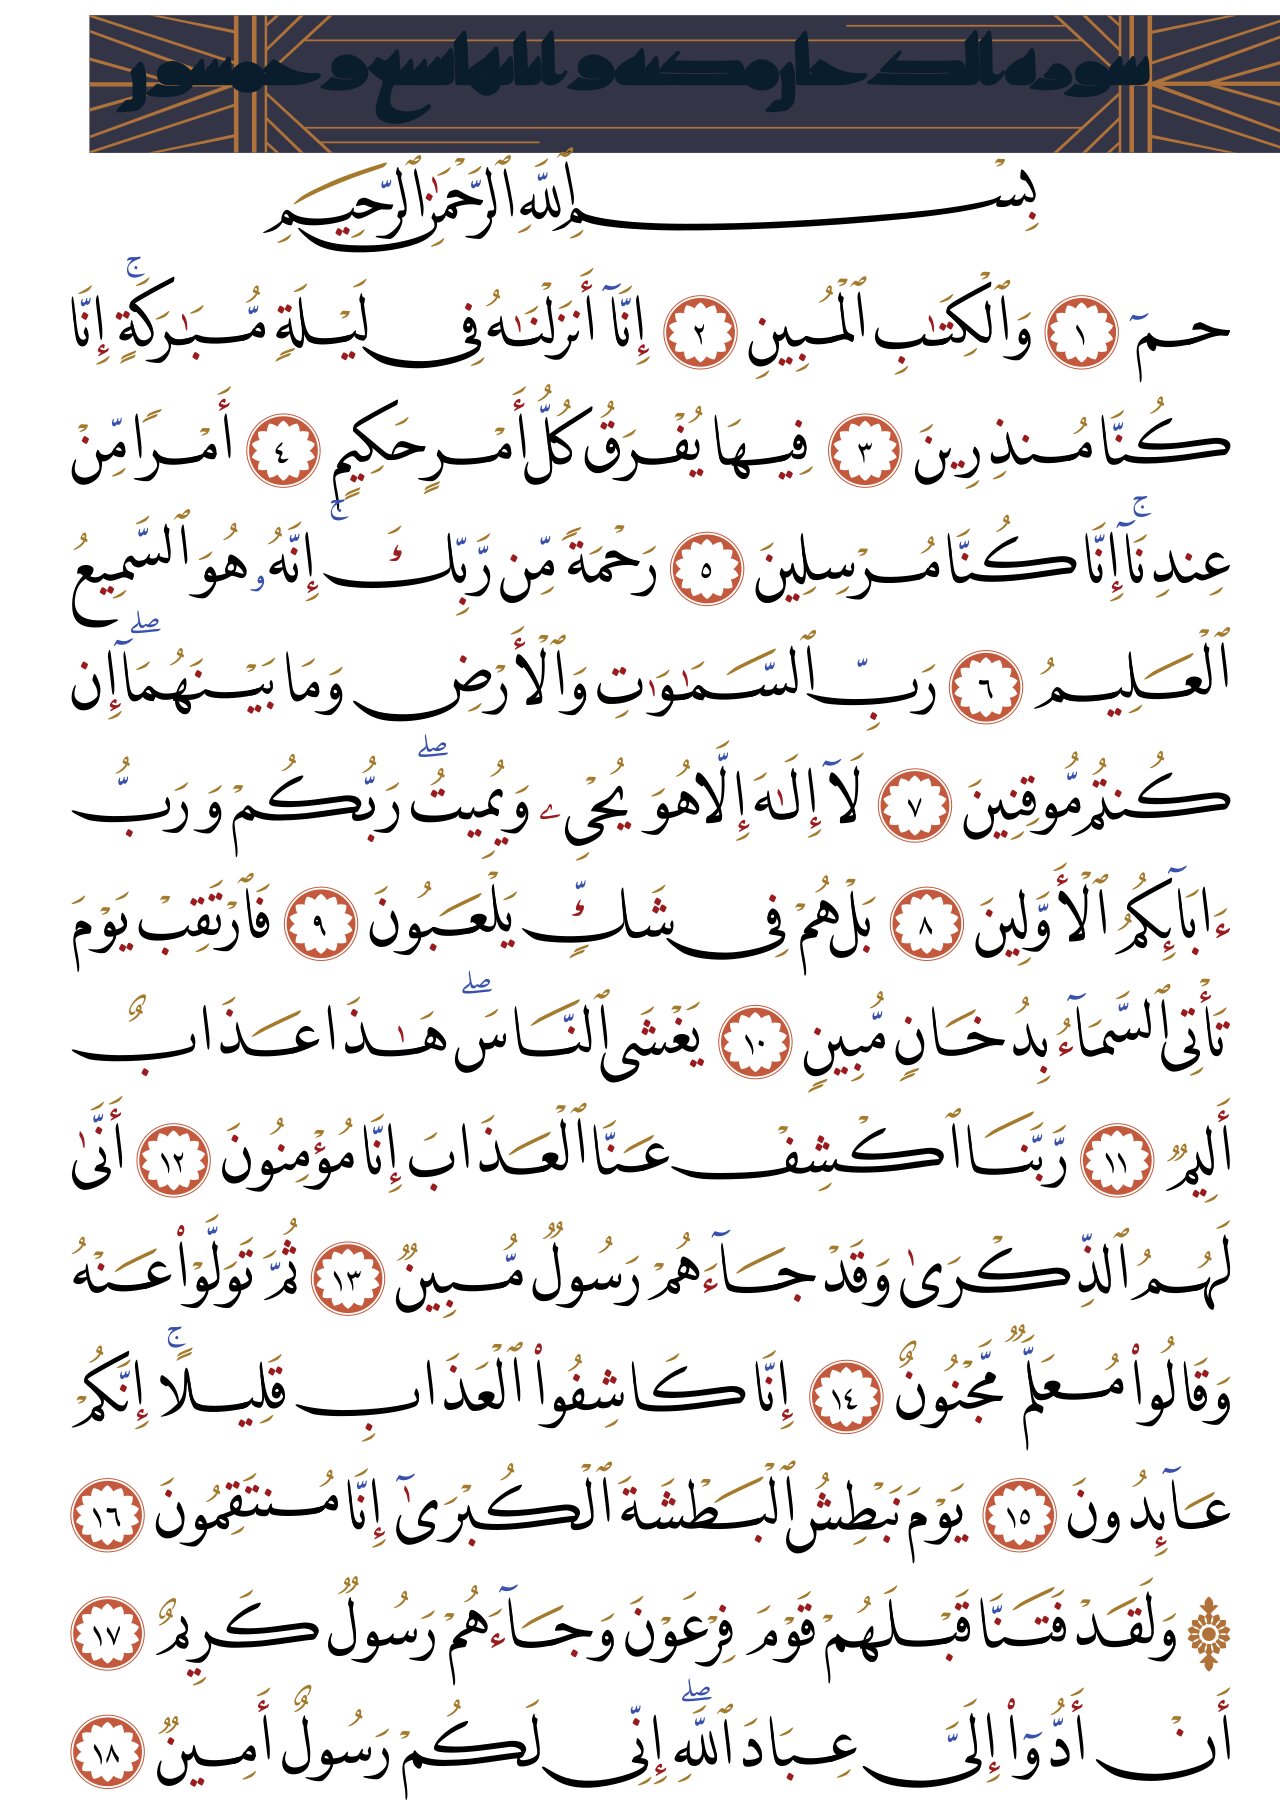 سوره الدخان مكيه و اياتها تسع و خمسون
بِسۡمِ ٱللَّهِ ٱلرَّحۡمَٰنِ ٱلرَّحِيمِ
حمٓ ١ وَٱلۡكِتَٰبِ ٱلۡمُبِينِ ٢ إِنَّآ أَنزَلۡنَٰهُ فِي لَيۡلَةٖ مُّبَٰرَكَةٍۚ إِنَّا
كُنَّا مُنذِرِينَ ٣ فِيهَا يُفۡرَقُ كُلُّ أَمۡرٍ حَكِيمٍ ٤ أَمۡرٗا مِّنۡ
عِندِنَآۚ إِنَّا كُنَّا مُرۡسِلِينَ ٥ رَحۡمَةٗ مِّن رَّبِّكَۚ إِنَّهُۥ هُوَ ٱلسَّمِيعُ
ٱلۡعَلِيمُ ٦ رَبِّ ٱلسَّمَٰوَٰتِ وَٱلۡأَرۡضِ وَمَا بَيۡنَهُمَآۖ إِن
كُنتُم مُّوقِنِينَ ٧ لَآ إِلَٰهَ إِلَّا هُوَ يُحۡيِۦ وَيُمِيتُۖ رَبُّكُمۡ وَرَبُّ
ءَابَآئِكُمُ ٱلۡأَوَّلِينَ ٨ بَلۡ هُمۡ فِي شَكّٖ يَلۡعَبُونَ ٩ فَٱرۡتَقِبۡ يَوۡمَ
تَأۡتِي ٱلسَّمَآءُ بِدُخَانٖ مُّبِينٖ ١٠ يَغۡشَى ٱلنَّاسَۖ هَٰذَا عَذَابٌ
أَلِيمٞ ١١ رَّبَّنَا ٱكۡشِفۡ عَنَّا ٱلۡعَذَابَ إِنَّا مُؤۡمِنُونَ ١٢ أَنَّىٰ
لَهُمُ ٱلذِّكۡرَىٰ وَقَدۡ جَآءَهُمۡ رَسُولٞ مُّبِينٞ ١٣ ثُمَّ تَوَلَّوۡاْ عَنۡهُ
وَقَالُواْ مُعَلَّمٞ مَّجۡنُونٌ ١٤ إِنَّا كَاشِفُواْ ٱلۡعَذَابِ قَلِيلًاۚ إِنَّكُمۡ
عَآئِدُونَ ١٥ يَوۡمَ نَبۡطِشُ ٱلۡبَطۡشَةَ ٱلۡكُبۡرَىٰٓ إِنَّا مُنتَقِمُونَ ١٦
۞ وَلَقَدۡ فَتَنَّا قَبۡلَهُمۡ قَوۡمَ فِرۡعَوۡنَ وَجَآءَهُمۡ رَسُولٞ كَرِيمٌ ١٧
أَنۡ أَدُّوٓاْ إِلَيَّ عِبَادَ ٱللَّهِۖ إِنِّي لَكُمۡ رَسُولٌ أَمِينٞ ١٨